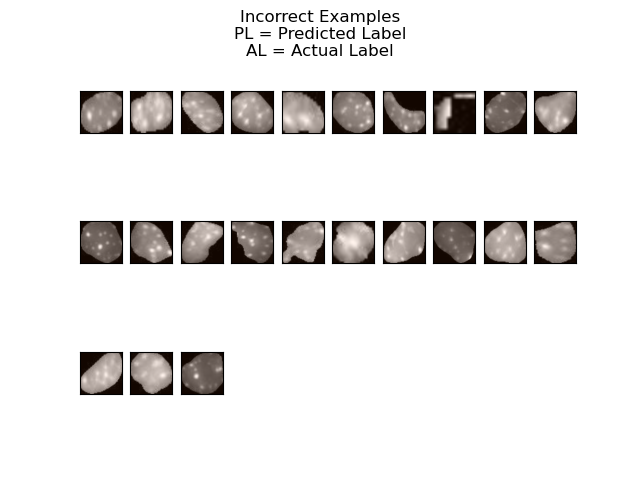 Incorrect Examples
PL = Predicted Label
AL = Actual Label